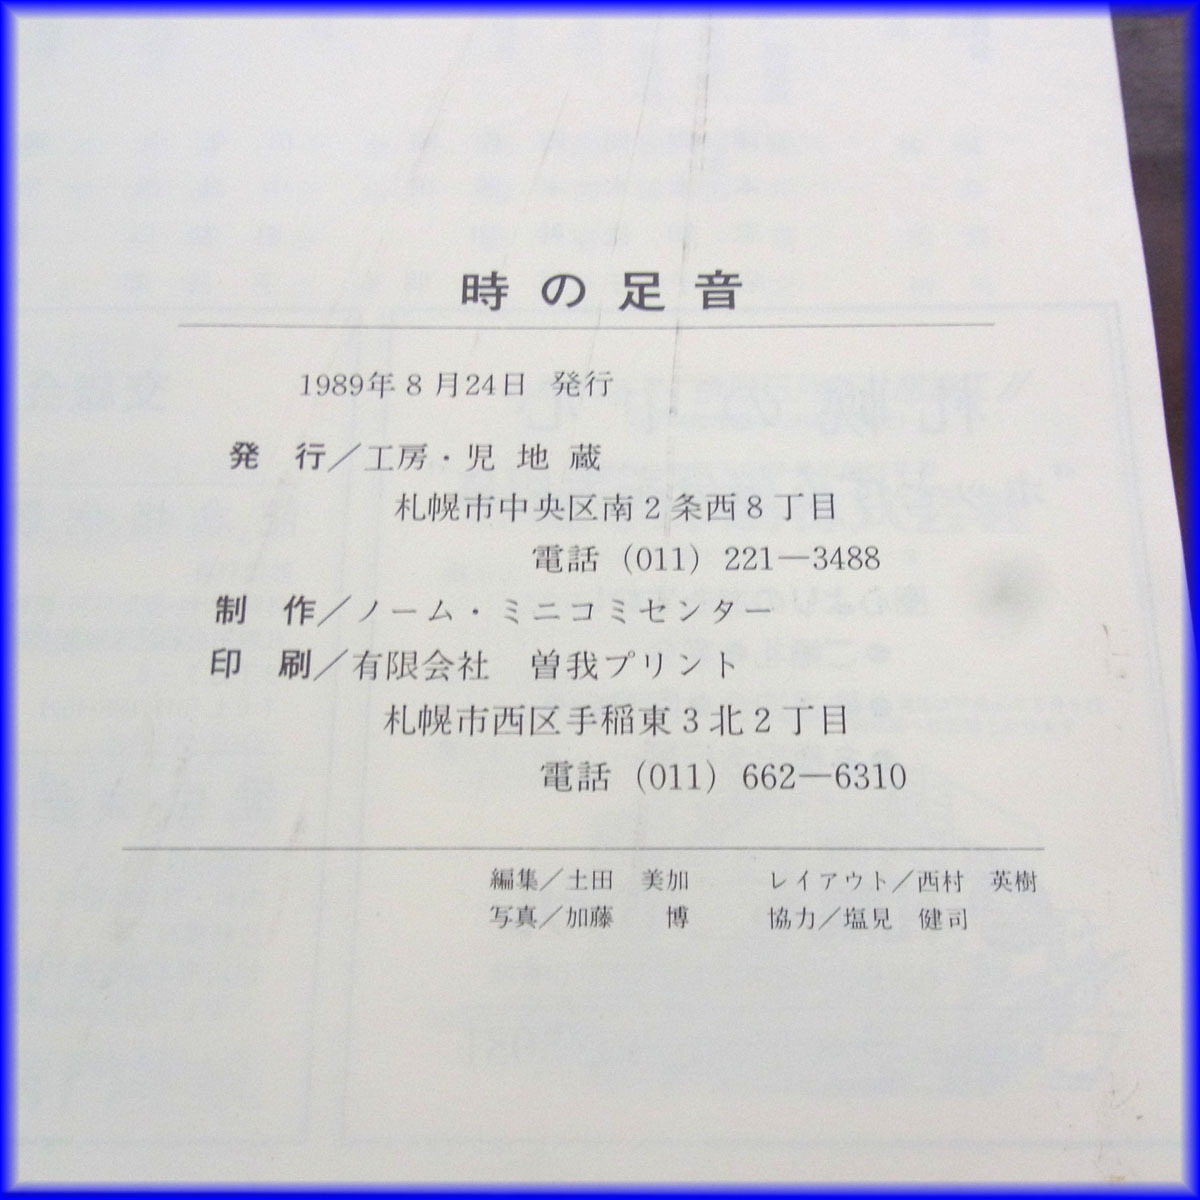 時の足音
1989年8月24日 発行
発 行／工房・児 地 蔵
札幌市中央区南2条西8丁目
電話 (011) 221―3488
制 作／ノーム・ミニコミセンター
印 刷／有限会社 曽我プリント
札幌市西区手稲東3北2丁目
電話 (011) 662―6310
編集／土田 美加 レイアウト／西村 英樹
写真／加藤 博 協力／塩見 健司